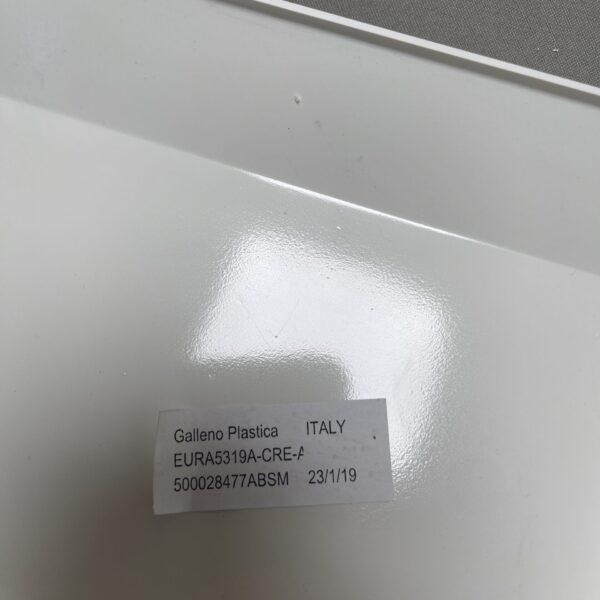 Galleno Plastica ITALY
EURA5319A-CRE-A
500028477ABSM 23/1/19